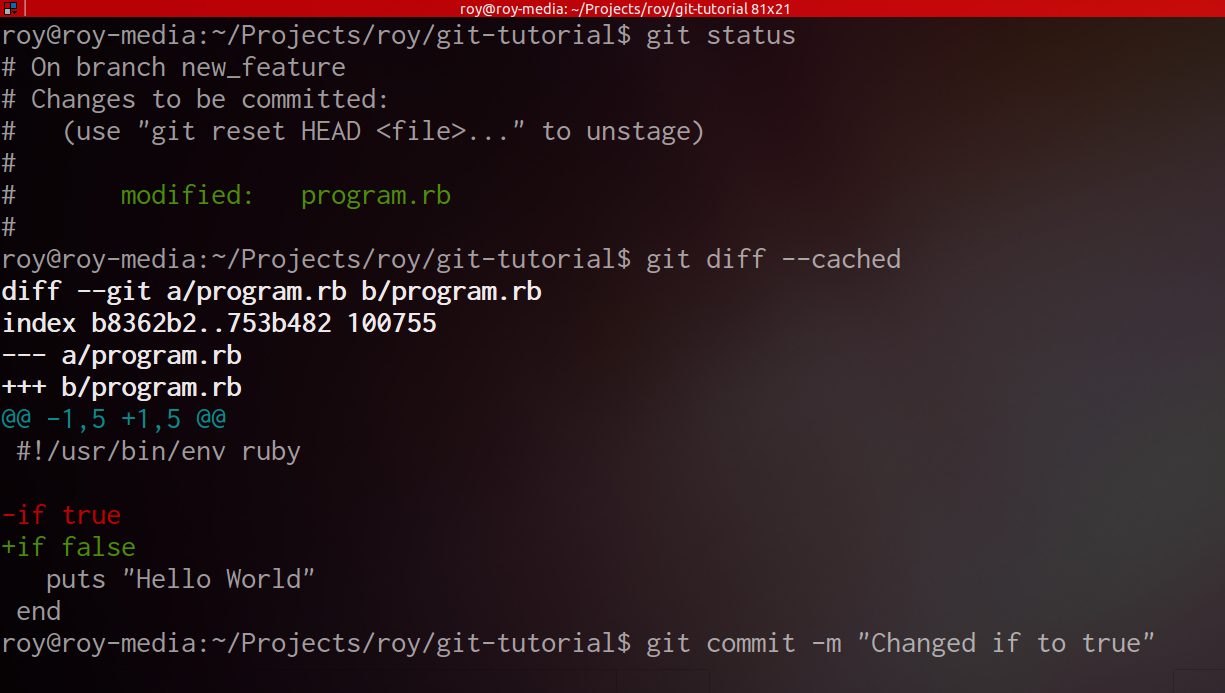 roy@roy-media: ~/Projects/roy/git-tutorial 81x21
roy@roy-media:~/Projects/roy/git-tutorial$ git status
# On branch new_feature
# Changes to be committed:
#   (use "git reset HEAD <file>..." to unstage)
#
#       modified:   program.rb
#
roy@roy-media:~/Projects/roy/git-tutorial$ git diff --cached
diff --git a/program.rb b/program.rb
index b8362b2..753b482 100755
--- a/program.rb
+++ b/program.rb
@@ -1,5 +1,5 @@
 #!/usr/bin/env ruby

-if true
+if false
   puts "Hello World"
 end
roy@roy-media:~/Projects/roy/git-tutorial$ git commit -m "Changed if to true"